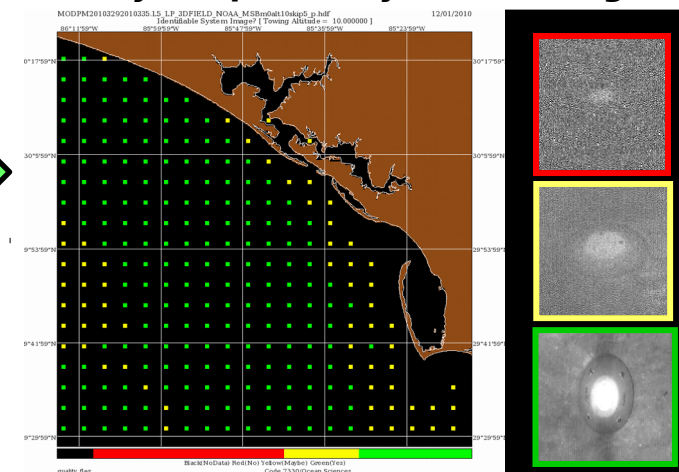 MODPM20103292010335.L5_LP_3DFIELD_NOAA_MSBm0alt10skip5_p.hdf 12/01/2010
Identifiable System Image? [ Towing Altitude = 10.000000 ]
86°11'59"W 85°59'59"W 85°47'59"W 85°35'59"W 85°23'59"W
0°17'59"N 30°17'
30°5'59"N 30°5'59"N
9°53'59"N 29°53'59"N
9°41'59"N 29°41'59"N
9°29'59"N 29°29'59"N
Black(NoData) Red(No) Yellow(Maybe) Green(Yes)
quality_flag Code 7330/Ocean Sciences